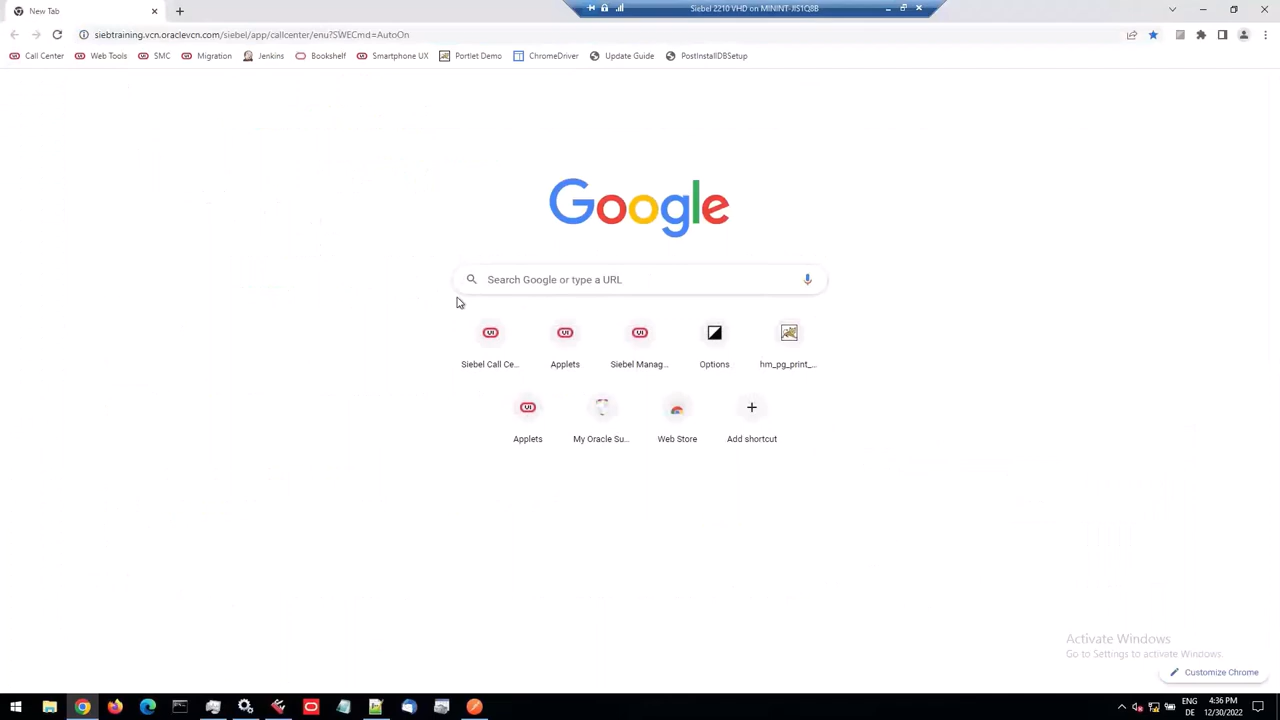 New Tab
Siebel 2210 VHD on MININT-JIS1Q8B
siebtraining.vcn.oraclevcn.com/siebel/app/callcenter/enu?SWECmd=AutoOn
Call Center
Web Tools
SMC
Migration
Jenkins
Bookshelf
Smartphone UX
Portlet Demo
ChromeDriver
Update Guide
PostInstallDBSetup
Google
Search Google or type a URL
Siebel Call Ce...
Applets
Siebel Manag...
Options
hm_pg_print_...
Applets
My Oracle Su...
Web Store
Add shortcut
Activate Windows
Go to Settings to activate Windows.
Customize Chrome
ENG
DE
4:36 PM
12/30/2022